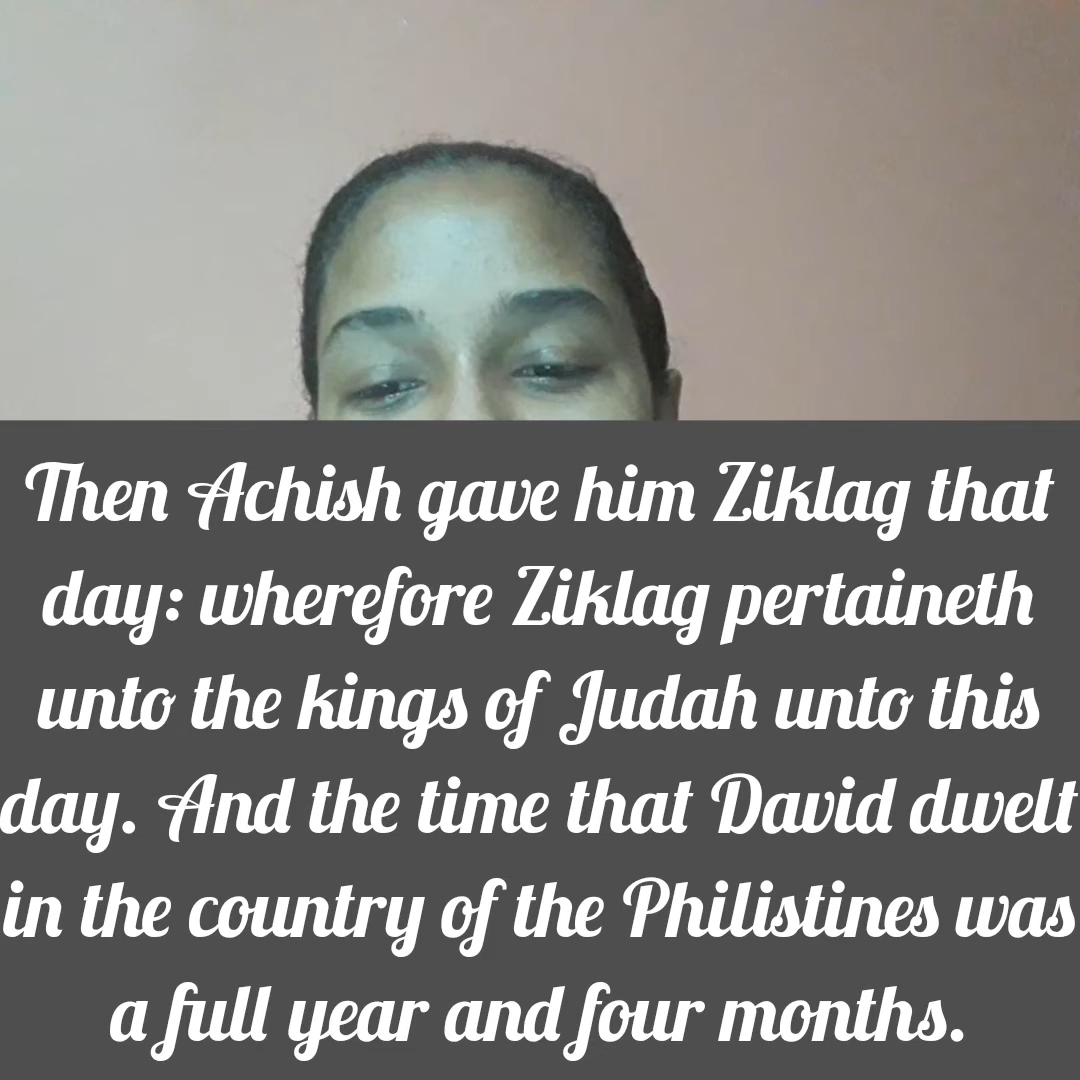 Then Achish gave him Ziklag that
day: wherefore Ziklag pertaineth
unto the kings of Judah unto this
day. And the time that David dwelt
in the country of the Philistines was
a full year and four months.